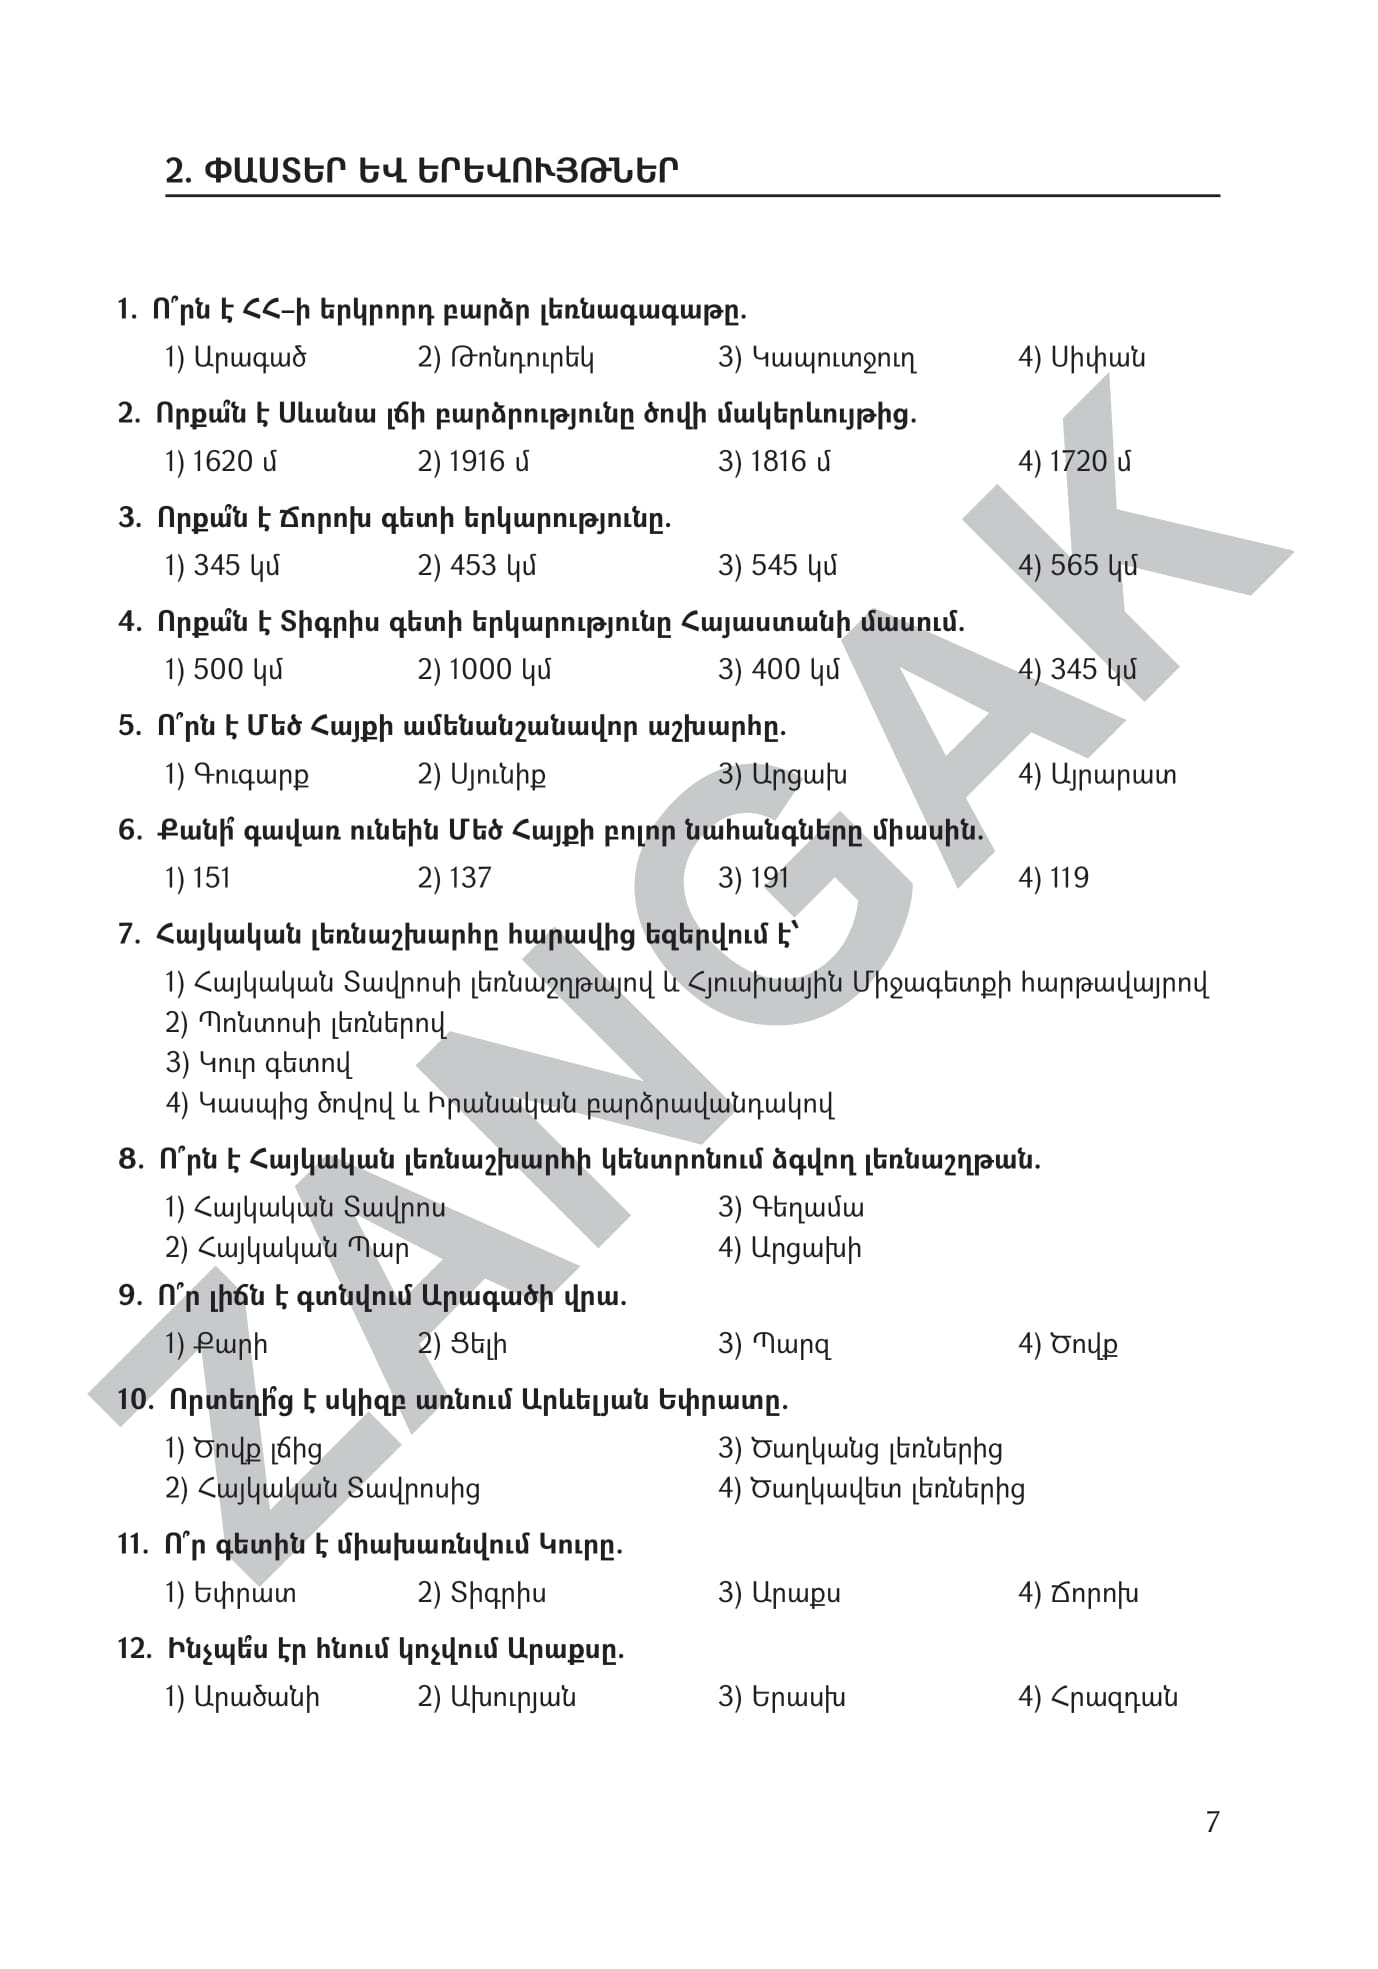 2. ՓԱՍՏԵՐ ԵՎ ԵՐԵՎՈՒՅԹՆԵՐ
1. Ո՞րն է ՀՀ–ի երկրորդ բարձր լեռնագագաթը.
1) Արագած 2) Թոնդուրեկ 3) Կապուտջուղ 4) Սիփան
2. Որքա՞ն է Սևանա լճի բարձրությունը ծովի մակերևույթից.
1) 1620 մ 2) 1916 մ 3) 1816 մ 4) 1720 մ
3. Որքա՞ն է Ճորոխ գետի երկարությունը.
1) 345 կմ 2) 453 կմ 3) 545 կմ 4) 565 կմ
4. Որքա՞ն է Տիգրիս գետի երկարությունը Հայաստանի մասում.
1) 500 կմ 2) 1000 կմ 3) 400 կմ 4) 345 կմ
5. Ո՞րն է Մեծ Հայքի ամենանշանավոր աշխարհը.
1) Գուգարք 2) Սյունիք 3) Արցախ 4) Այրարատ
6. Քանի՞ գավառ ունեին Մեծ Հայքի բոլոր նահանգները միասին.
1) 151 2) 137 3) 191 4) 119
7. Հայկական լեռնաշխարհը հարավից եզերվում է՝
1) Հայկական Տավրոսի լեռնաշղթայով և Հյուսիսային Միջագետքի հարթավայրով
2) Պոնտոսի լեռներով
3) Կուր գետով
4) Կասպից ծովով և Իրանական բարձրավանդակով
8. Ո՞րն է Հայկական լեռնաշխարհի կենտրոնում ձգվող լեռնաշղթան.
1) Հայկական Տավրոս 3) Գեղամա
2) Հայկական Պար 4) Արցախի
9. Ո՞ր լիճն է գտնվում Արագածի վրա.
1) Քարի 2) Ցելի 3) Պարզ 4) Ծովք
10. Որտեղի՞ց է սկիզբ առնում Արևելյան Եփրատը.
1) Ծովք լճից 3) Ծաղկանց լեռներից
2) Հայկական Տավրոսից 4) Ծաղկավետ լեռներից
11. Ո՞ր գետին է միախառնվում Կուրը.
1) Եփրատ 2) Տիգրիս 3) Արաքս 4) Ճորոխ
12. Ինչպե՞ս էր հնում կոչվում Արաքսը.
1) Արածանի 2) Ախուրյան 3) Երասխ 4) Հրազդան
7
ZANGAK